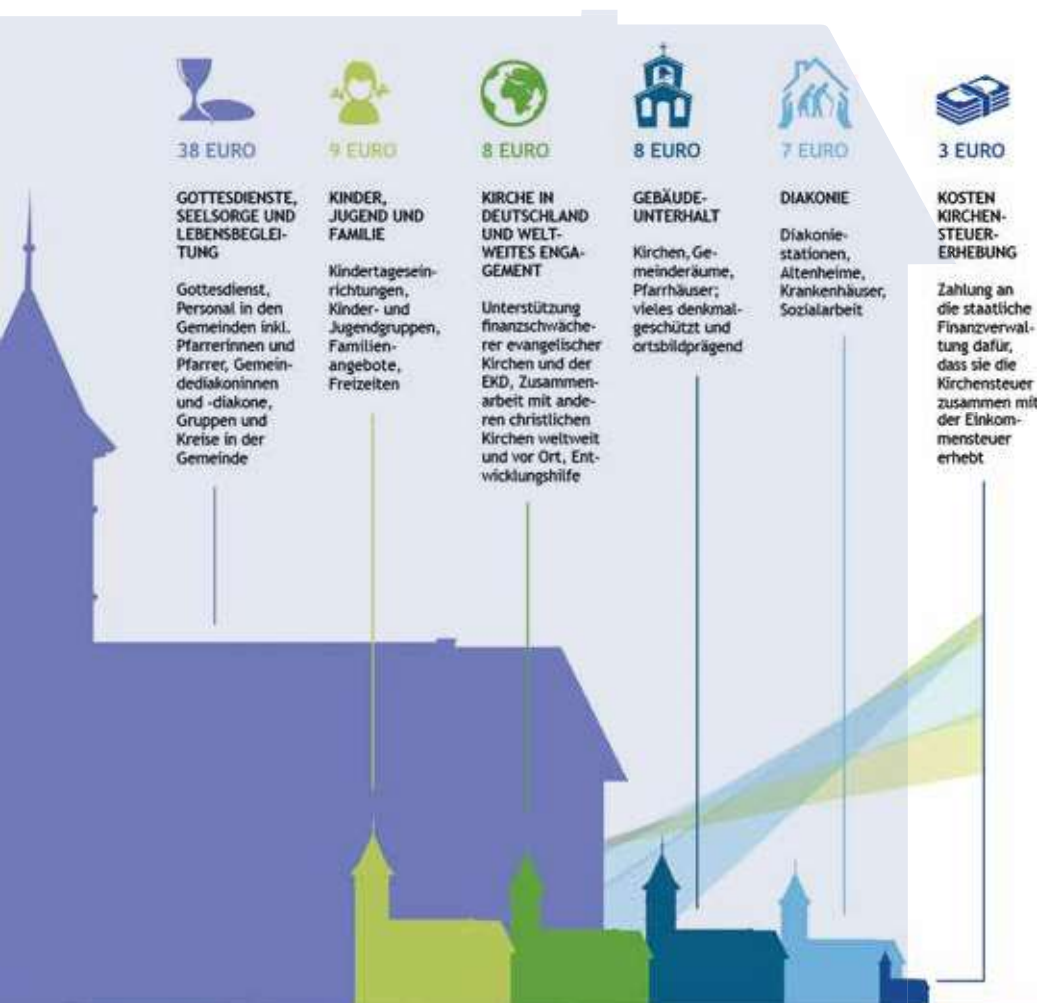 38 EURO
GOTTESDIENSTE,
SEELSORGE UND
LEBENSBEGLEI-
TUNG
Gottesdienst,
Personal in den
Gemeinden inkl.
Pfarrerinnen und
Pfarrer, Gemein-
dediakoninnen
und -diakone,
Gruppen und
Kreise in der
Gemeinde
9 EURO
KINDER,
JUGEND UND
FAMILIE
Kindertagesein-
richtungen,
Kinder- und
Jugendgruppen,
Familien-
angebote,
Freizeiten
8 EURO
KIRCHE IN
DEUTSCHLAND
UND WELT-
WEITES ENGA-
GEMENT
Unterstützung
finanzschwäche-
rer evangelischer
Kirchen und der
EKD, Zusammen-
arbeit mit ande-
ren christlichen
Kirchen weltweit
und vor Ort, Ent-
wicklungshilfe
8 EURO
GEBÄUDE-
UNTERHALT
Kirchen, Ge-
meinderäume,
Pfarrhäuser;
vieles denkmal-
geschützt und
ortsbildprägend
7 EURO
DIAKONIE
Diakonie-
stationen,
Altenheime,
Krankenhäuser,
Sozialarbeit
3 EURO
KOSTEN
KIRCHEN-
STEUER-
ERHEBUNG
Zahlung an
die staatliche
Finanzverwal-
tung dafür,
dass sie die
Kirchensteuer
zusammen mit
der Einkom-
mensteuer
erhebt